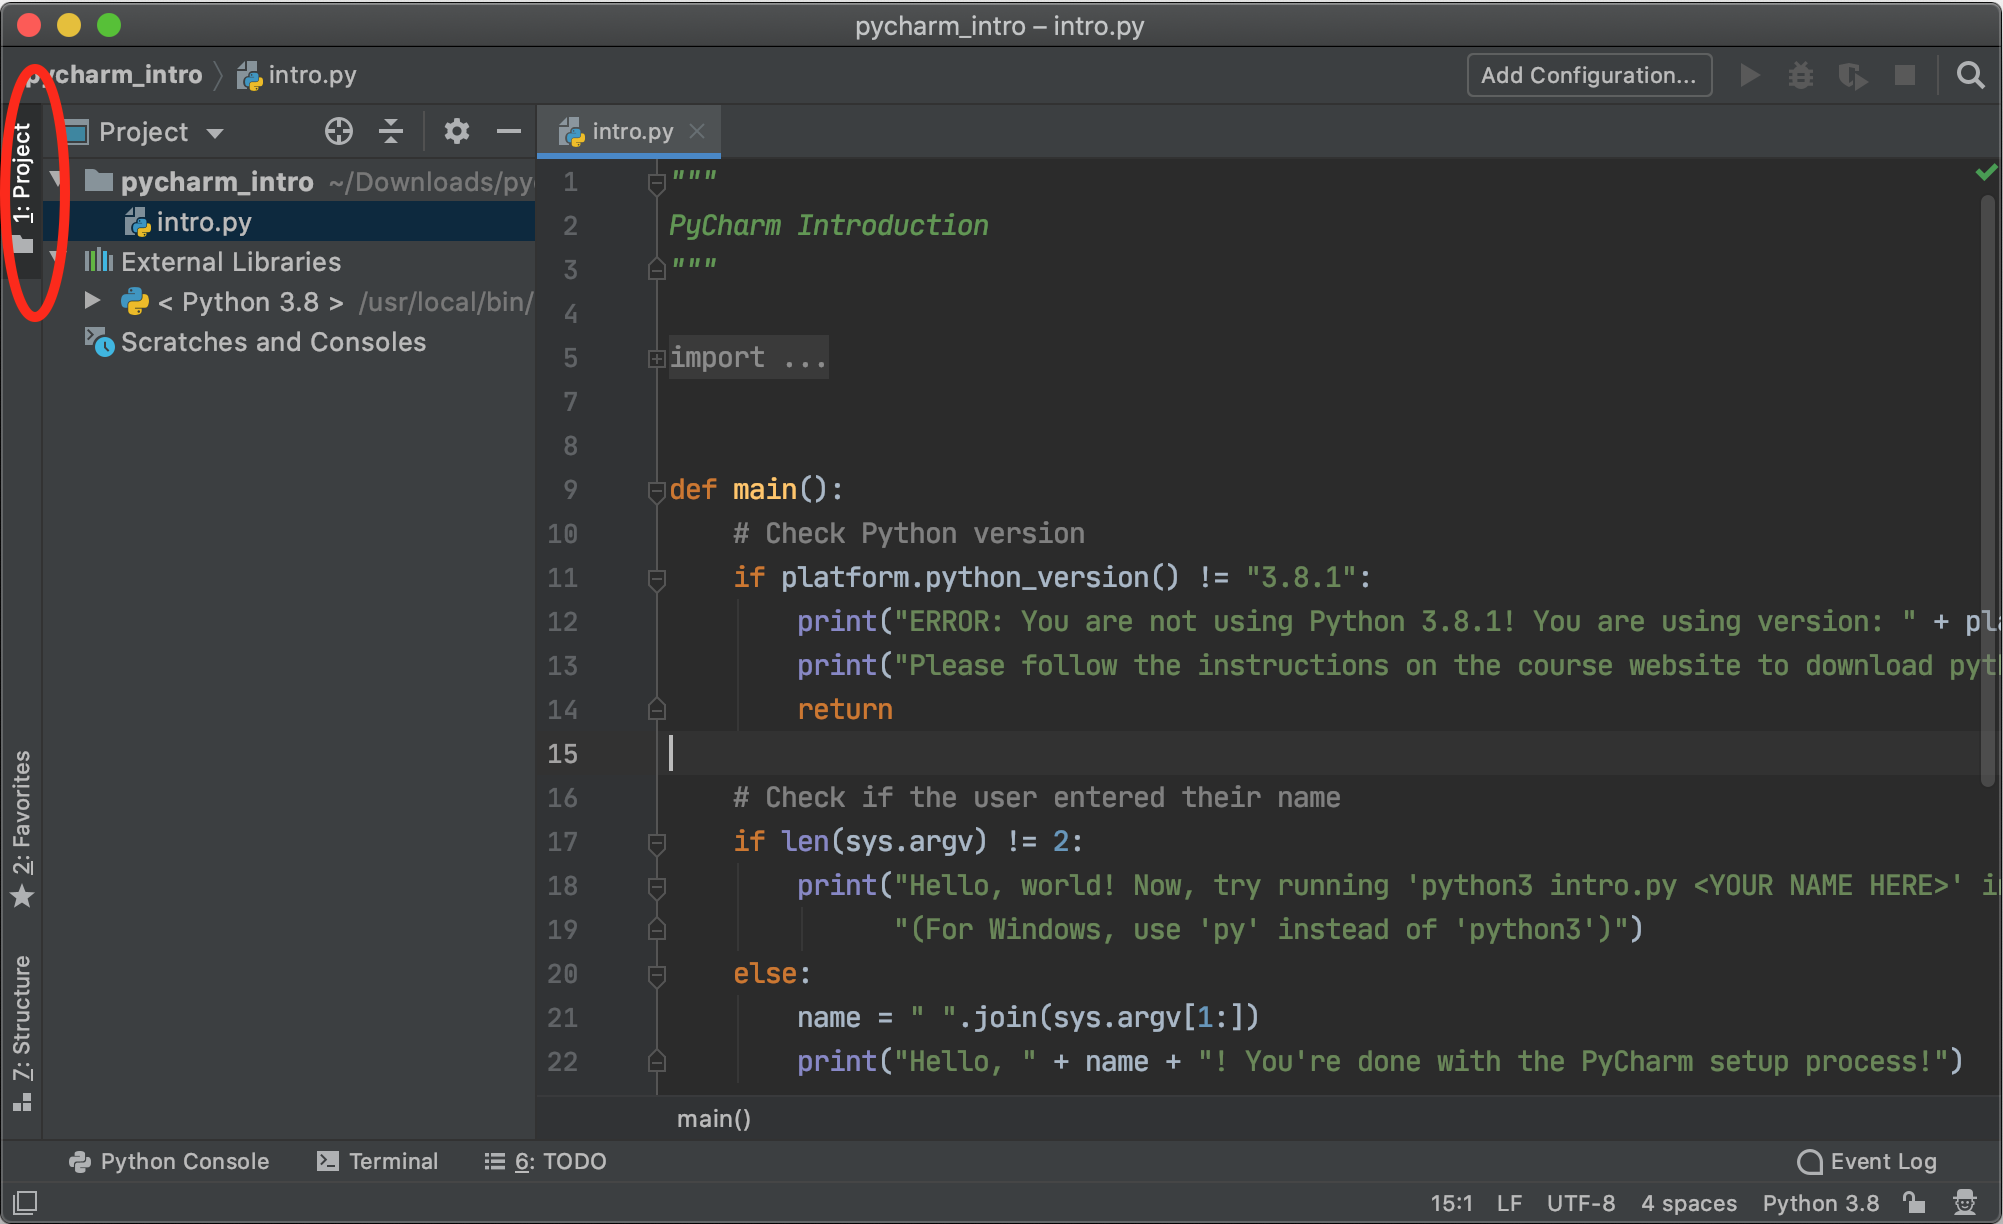 pycharm_intro – intro.py
pycharm_intro intro.py
Add Configuration...
1: Project
Project
pycharm_intro ~/Downloads/pyc
intro.py
External Libraries
< Python 3.8 > /usr/local/bin/
Scratches and Consoles
2: Favorites
7: Structure
intro.py
1 """
2 PyCharm Introduction
3 """
4
5 import ...
7
8
9 def main():
10 # Check Python version
11 if platform.python_version() != "3.8.1":
12 print("ERROR: You are not using Python 3.8.1! You are using version: " + pla
13 print("Please follow the instructions on the course website to download pyt
14 return
15
16 # Check if the user entered their name
17 if len(sys.argv) != 2:
18 print("Hello, world! Now, try running 'python3 intro.py <YOUR NAME HERE>' i
19 "(For Windows, use 'py' instead of 'python3')")
20 else:
21 name = " ".join(sys.argv[1:])
22 print("Hello, " + name + "! You're done with the PyCharm setup process!")
main()
Python Console Terminal 6: TODO Event Log
15:1 LF UTF-8 4 spaces Python 3.8